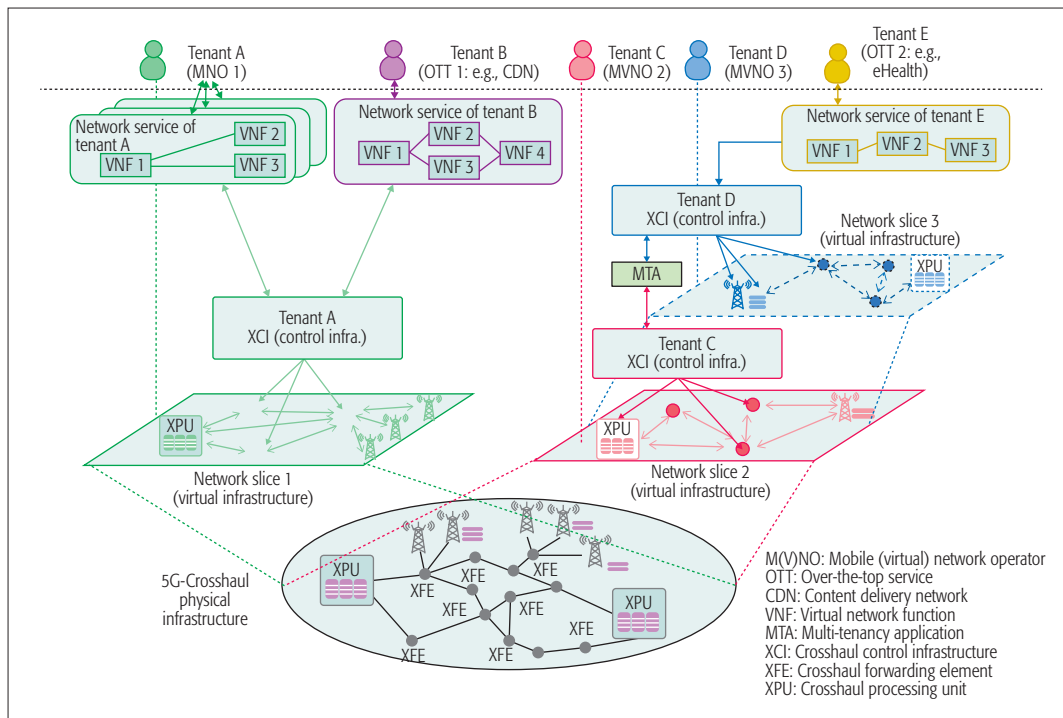 Tenant A
(MNO 1)
Tenant B
(OTT 1: e.g., CDN)
Tenant C
(MVNO 2)
Tenant D
(MVNO 3)
Tenant E
(OTT 2: e.g.,
eHealth)
Network service of
tenant A
VNF 1
VNF 2
VNF 3
Network service of tenant B
VNF 1
VNF 2
VNF 3
VNF 4
Network service of tenant E
VNF 1
VNF 2
VNF 3
Tenant D
XCI (control infra.)
Network slice 3
(virtual infrastructure)
XPU
MTA
Tenant A
XCI (control infra.)
Tenant C
XCI (control infra.)
XPU
Network slice 1
(virtual infrastructure)
XPU
Network slice 2
(virtual infrastructure)
5G-Crosshaul
physical
infrastructure
XPU
XFE
XFE
XFE
XFE
XFE
XFE
XFE
XFE
XPU
M(V)NO: Mobile (virtual) network operator
OTT: Over-the-top service
CDN: Content delivery network
VNF: Virtual network function
MTA: Multi-tenancy application
XCI: Crosshaul control infrastructure
XFE: Crosshaul forwarding element
XPU: Crosshaul processing unit